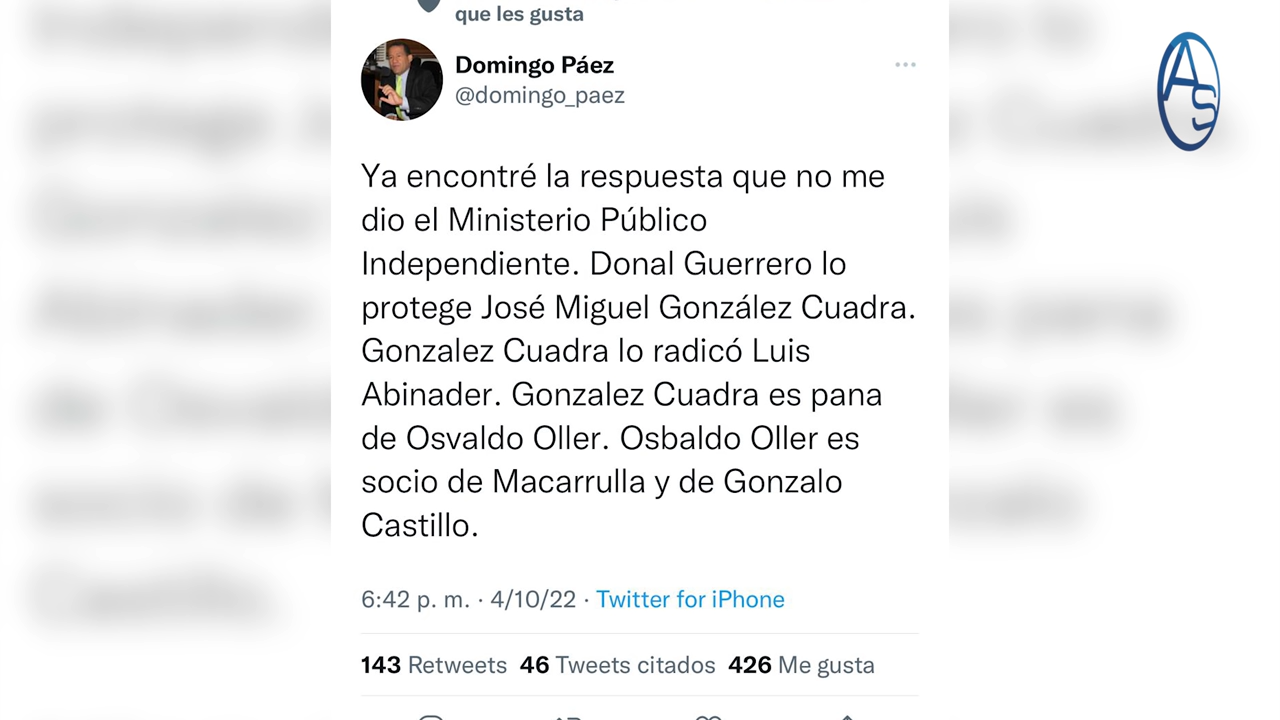 que les gusta
Domingo Páez
@domingo_paez
Ya encontré la respuesta que no me
dio el Ministerio Público
Independiente. Donal Guerrero lo
protege José Miguel González Cuadra.
Gonzalez Cuadra lo radicó Luis
Abinader. Gonzalez Cuadra es pana
de Osvaldo Oller. Osbaldo Oller es
socio de Macarrulla y de Gonzalo
Castillo.
6:42 p. m. · 4/10/22 · Twitter for iPhone
143 Retweets 46 Tweets citados 426 Me gusta
AS